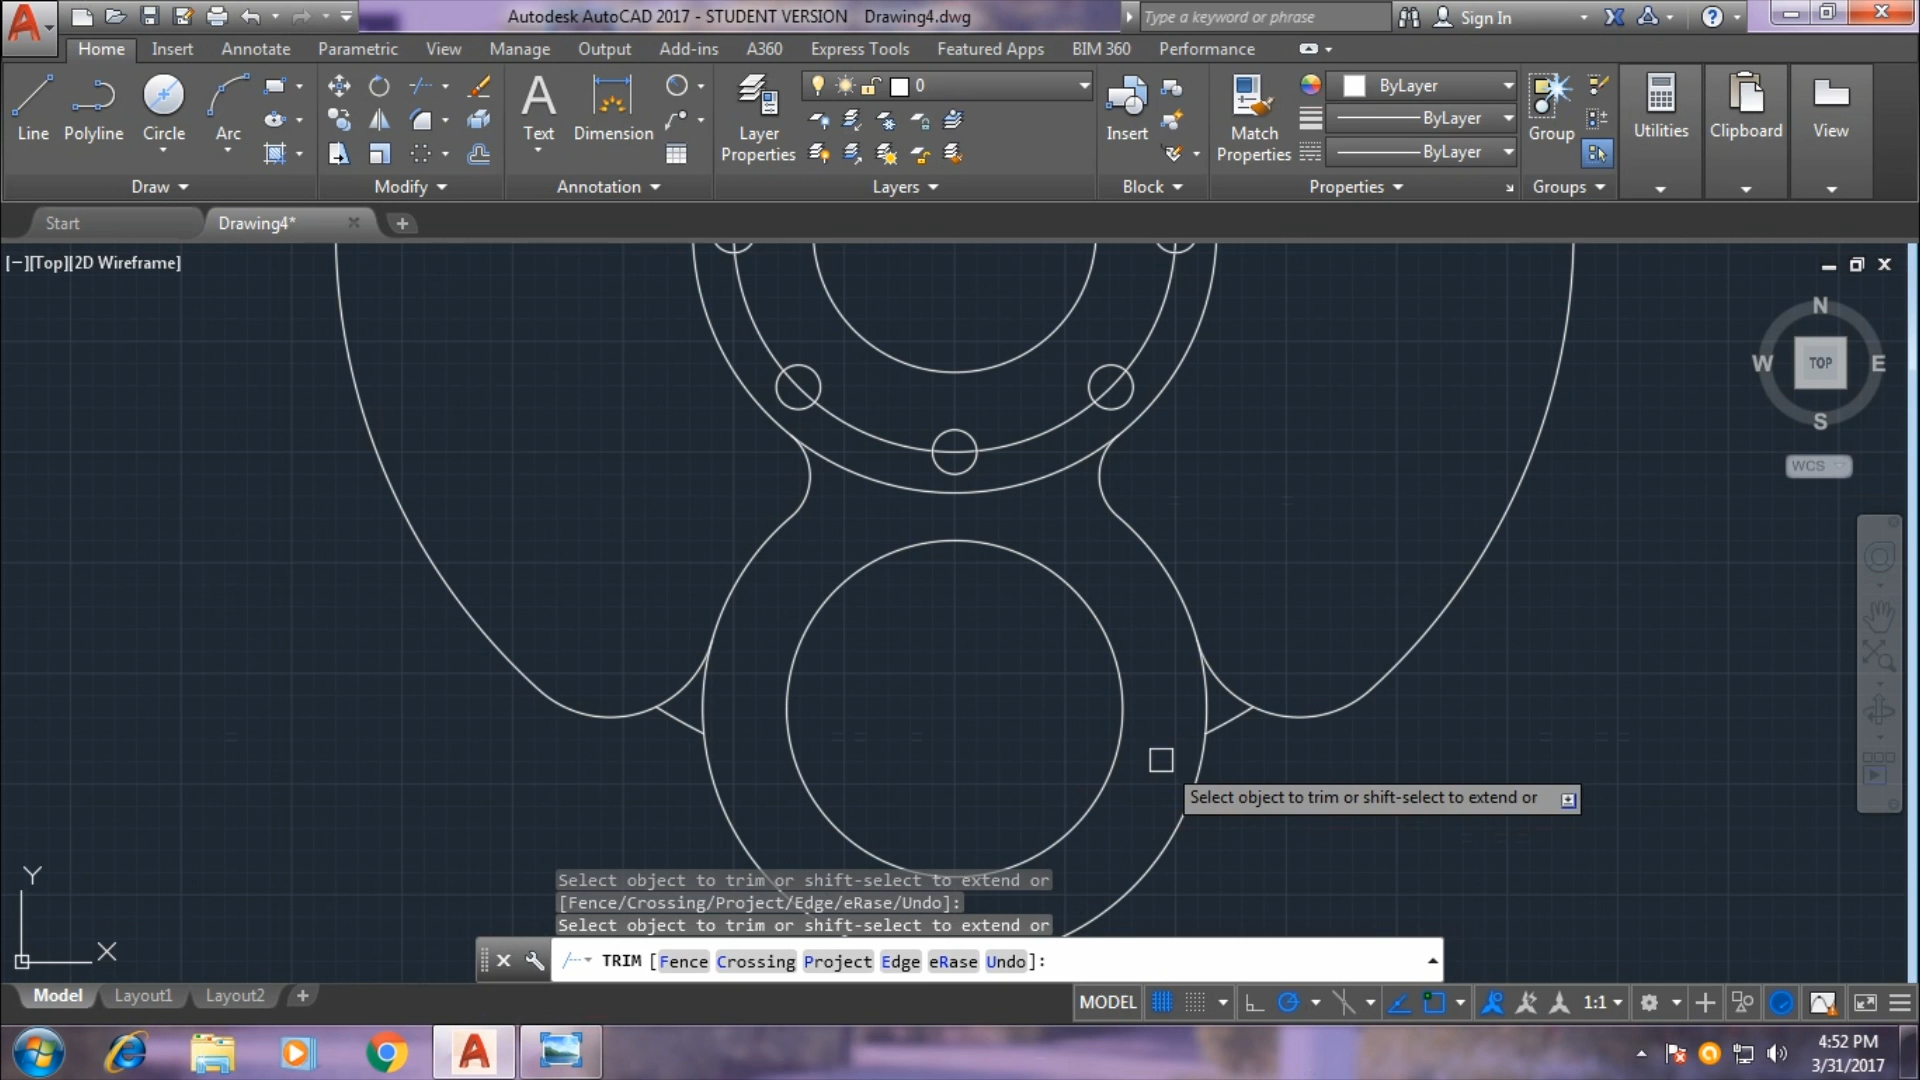 Autodesk AutoCAD 2017 - STUDENT VERSION Drawing4.dwg
Type a keyword or phrase
Sign In
Home Insert Annotate Parametric View Manage Output Add-ins A360 Express Tools Featured Apps BIM 360 Performance
0
ByLayer
Line Polyline Circle Arc
Text Dimension
Layer Properties
Insert
Match Properties
ByLayer
ByLayer
Group
Utilities Clipboard View
Draw Modify Annotation Layers Block Properties Groups
Start Drawing4*
[−][Top][2D Wireframe]
N
W TOP E
S
WCS
Select object to trim or shift-select to extend or
Y
X
Select object to trim or shift-select to extend or
[Fence/Crossing/Project/Edge/eRase/Undo]:
Select object to trim or shift-select to extend or
TRIM [Fence Crossing Project Edge eRase Undo]:
Model Layout1 Layout2
MODEL 1:1
4:52 PM
3/31/2017